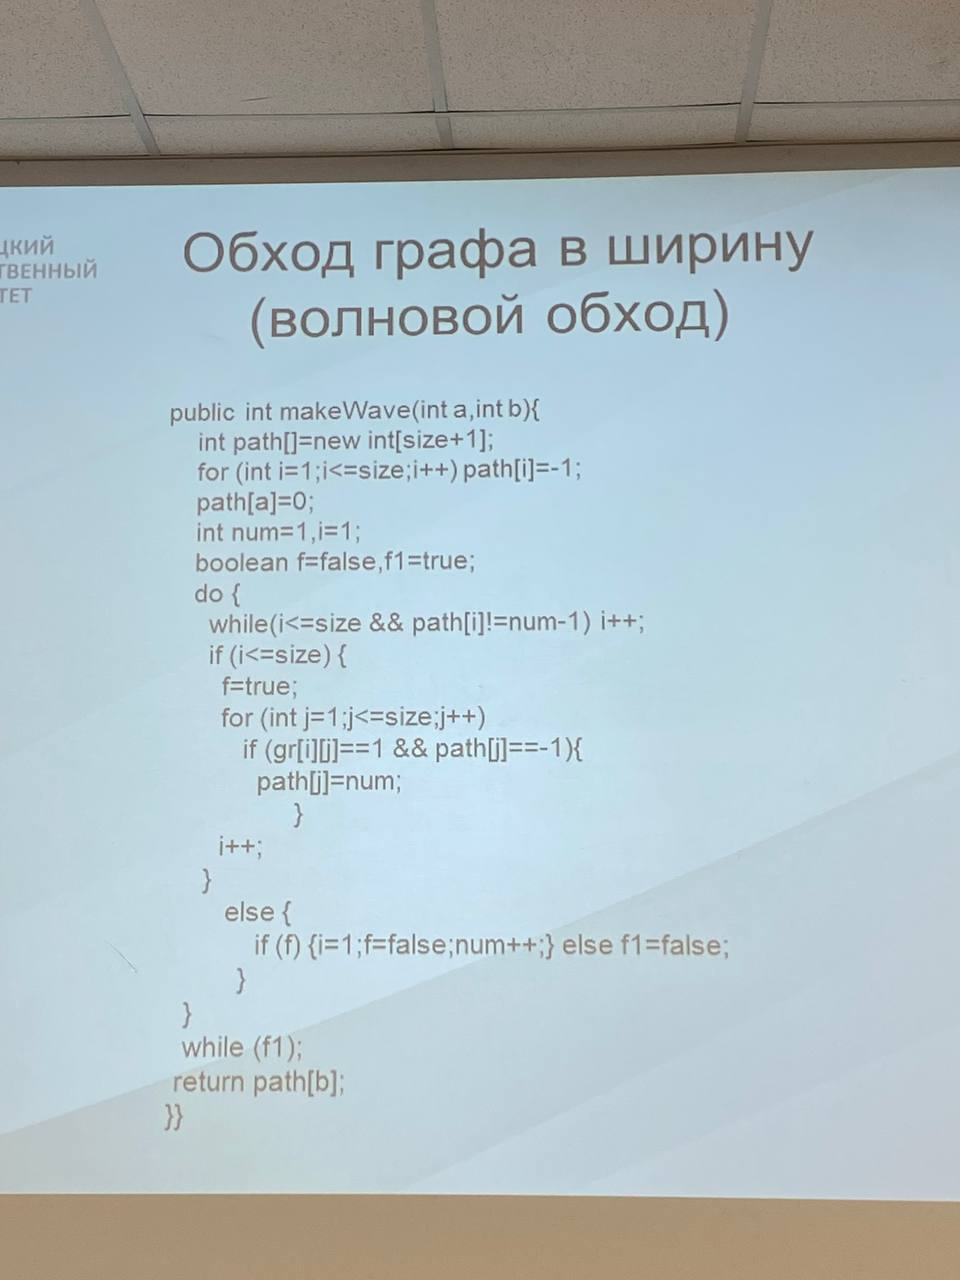 цкий
твенный
тет
Обход графа в ширину
(волновой обход)
public int makeWave(int a,int b){
int path[]=new int[size+1];
for (int i=1;i<=size;i++) path[i]=-1;
path[a]=0;
int num=1,i=1;
boolean f=false,f1=true;
do {
while(i<=size && path[i]!=num-1) i++;
if (i<=size) {
f=true;
for (int j=1;j<=size;j++)
if (gr[i][j]==1 && path[j]==-1){
path[j]=num;
}
i++;
}
else {
if (f) {i=1;f=false;num++;} else f1=false;
}
}
while (f1);
return path[b];
}}